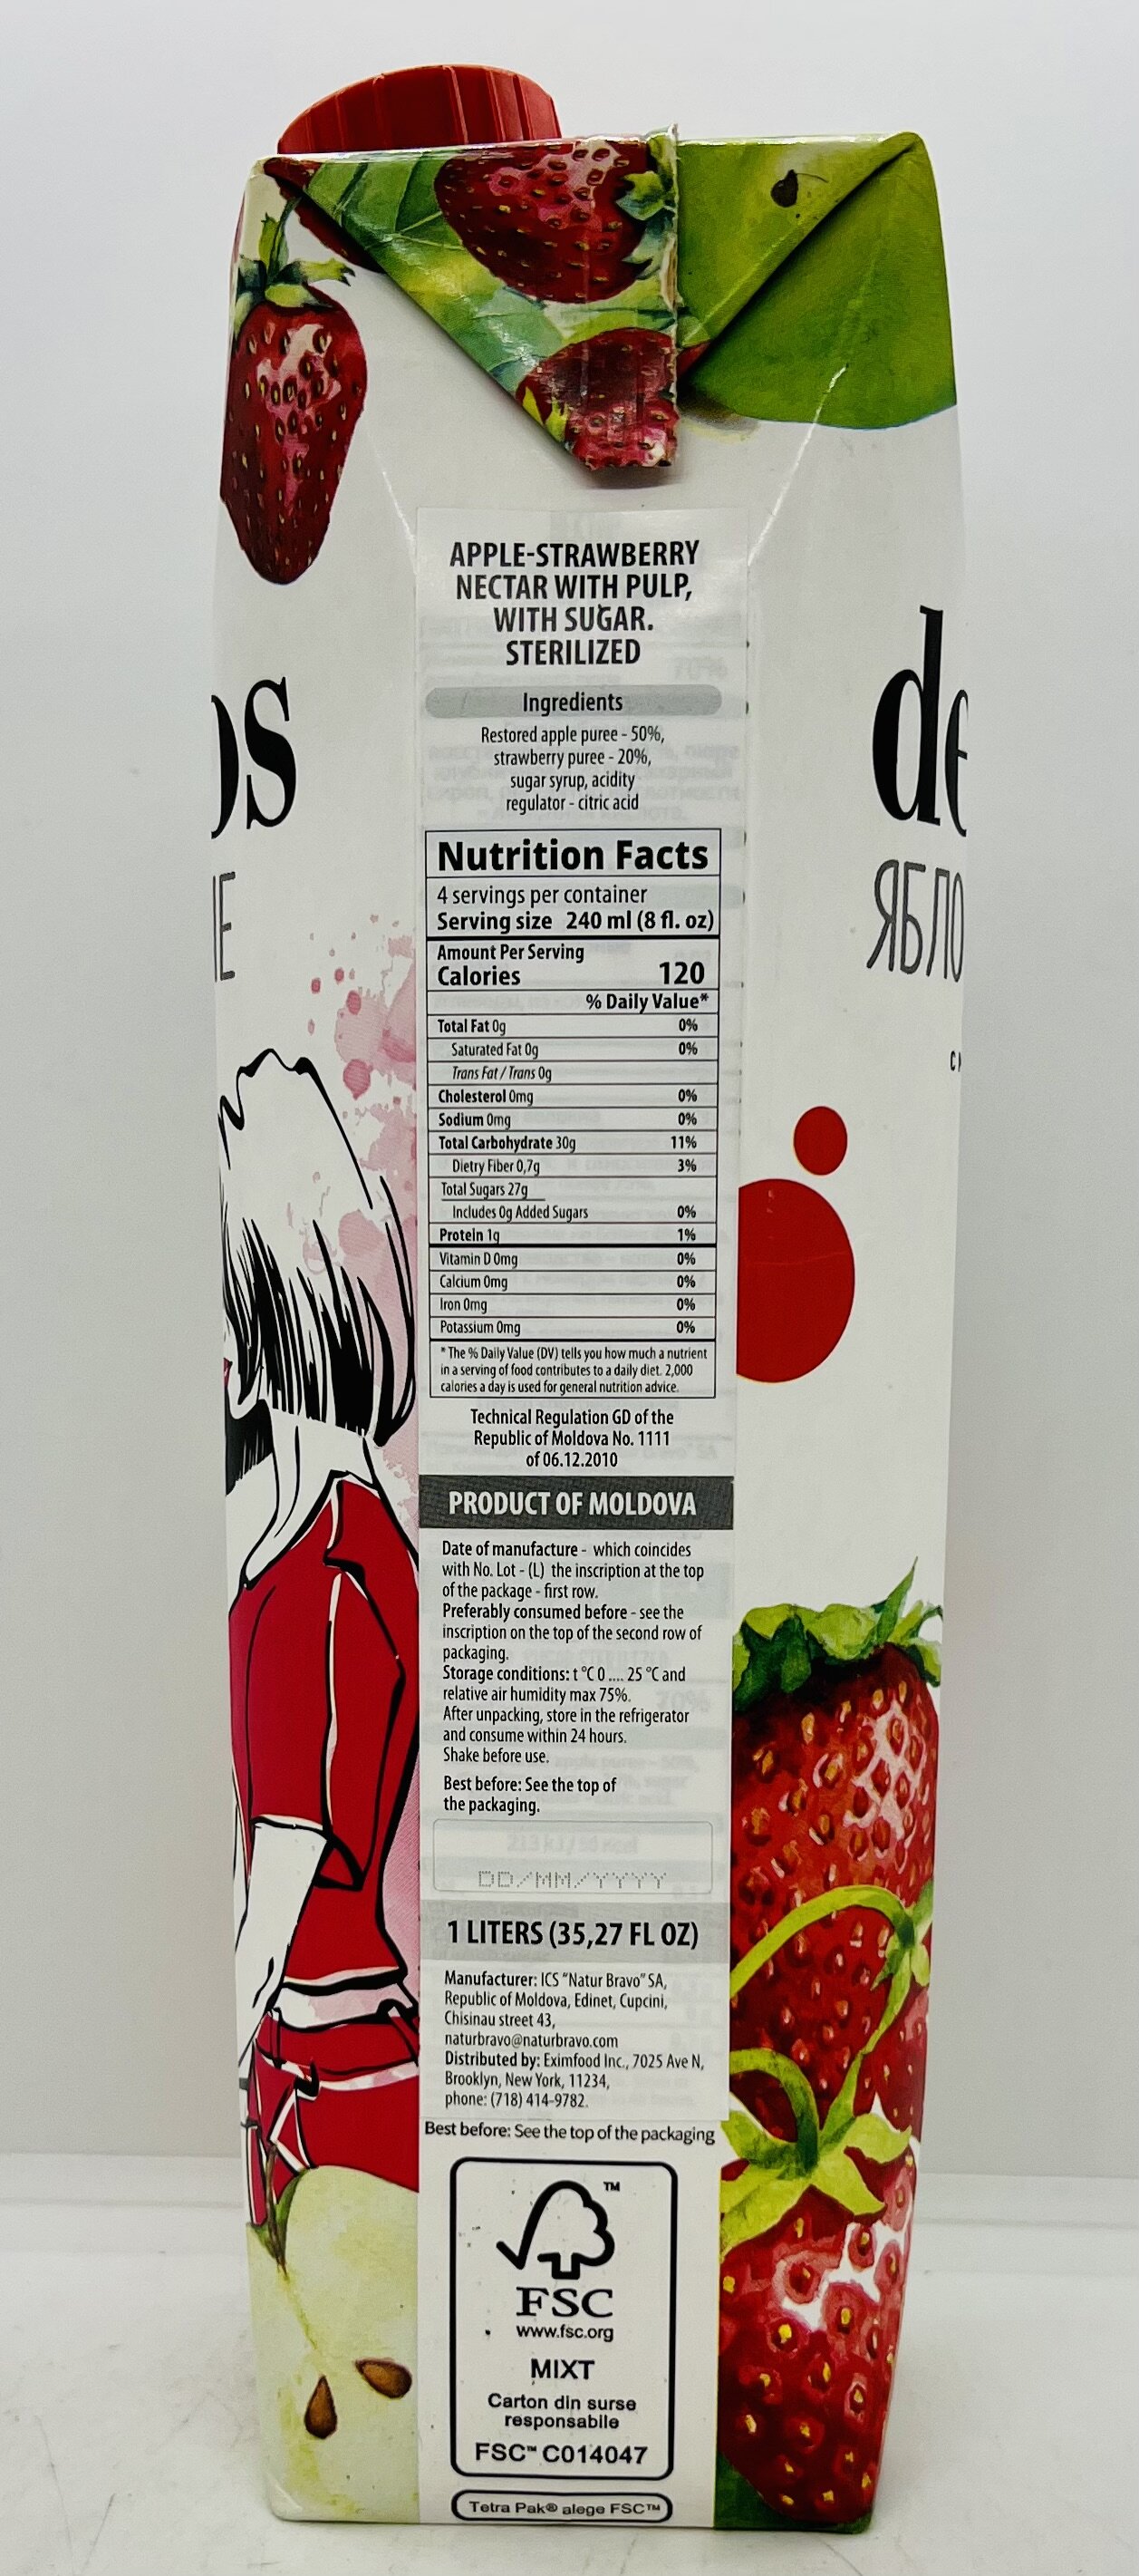 APPLE-STRAWBERRY
NECTAR WITH PULP,
WITH SUGAR.
STERILIZED
Ingredients
Restored apple puree - 50%,
strawberry puree - 20%,
sugar syrup, acidity
regulator - citric acid
Nutrition Facts
4 servings per container
Serving size 240 ml (8 fl. oz)
Amount Per Serving
Calories 120
% Daily Value*
Total Fat 0g 0%
Saturated Fat 0g 0%
Trans Fat / Trans 0g
Cholesterol 0mg 0%
Sodium 0mg 0%
Total Carbohydrate 30g 11%
Dietry Fiber 0,7g 3%
Total Sugars 27g
Includes 0g Added Sugars 0%
Protein 1g 1%
Vitamin D 0mg 0%
Calcium 0mg 0%
Iron 0mg 0%
Potassium 0mg 0%
* The % Daily Value (DV) tells you how much a nutrient
in a serving of food contributes to a daily diet. 2,000
calories a day is used for general nutrition advice.
Technical Regulation GD of the
Republic of Moldova No. 1111
of 06.12.2010
PRODUCT OF MOLDOVA
Date of manufacture - which coincides
with No. Lot - (L) the inscription at the top
of the package - first row.
Preferably consumed before - see the
inscription on the top of the second row of
packaging.
Storage conditions: t °C 0 .... 25 °C and
relative air humidity max 75%.
After unpacking, store in the refrigerator
and consume within 24 hours.
Shake before use.
Best before: See the top of
the packaging.
DD/MM/YYYY
1 LITERS (35,27 FL OZ)
Manufacturer: ICS "Natur Bravo" SA,
Republic of Moldova, Edinet, Cupcini,
Chisinau street 43,
naturbravo@naturbravo.com
Distributed by: Eximfood Inc., 7025 Ave N,
Brooklyn, New York, 11234,
phone: (718) 414-9782.
Best before: See the top of the packaging
FSC™
www.fsc.org
MIXT
Carton din surse
responsabile
FSC™ C014047
Tetra Pak® alege FSC™
os
de
ЯБЛО